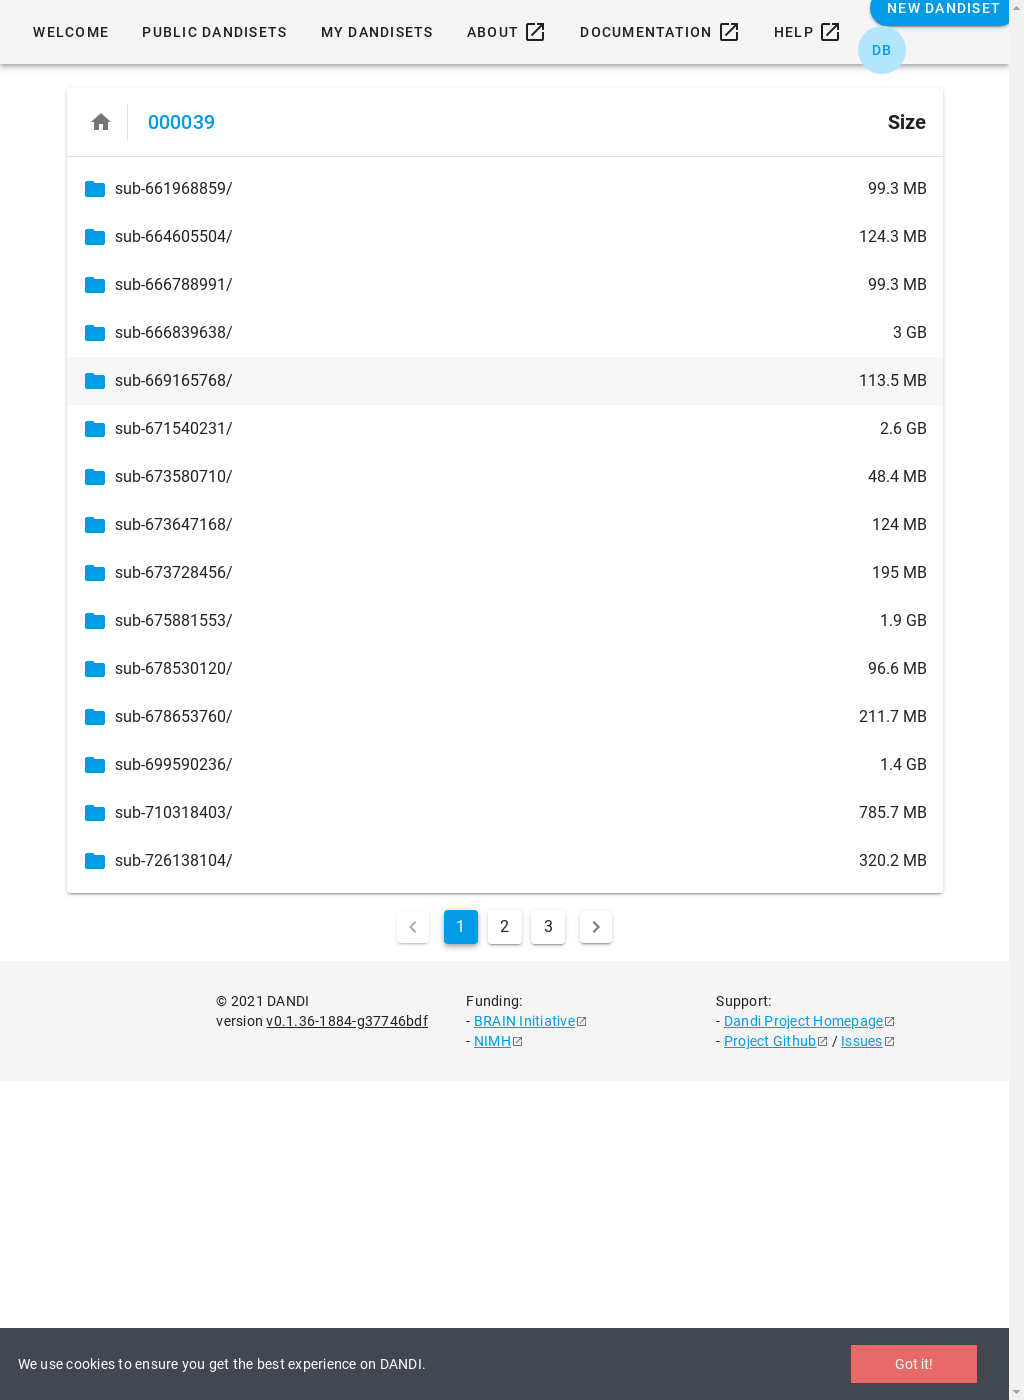 WELCOME PUBLIC DANDISETS MY DANDISETS ABOUT DOCUMENTATION HELP NEW DANDISET
DB
000039 Size
sub-661968859/ 99.3 MB
sub-664605504/ 124.3 MB
sub-666788991/ 99.3 MB
sub-666839638/ 3 GB
sub-669165768/ 113.5 MB
sub-671540231/ 2.6 GB
sub-673580710/ 48.4 MB
sub-673647168/ 124 MB
sub-673728456/ 195 MB
sub-675881553/ 1.9 GB
sub-678530120/ 96.6 MB
sub-678653760/ 211.7 MB
sub-699590236/ 1.4 GB
sub-710318403/ 785.7 MB
sub-726138104/ 320.2 MB
1 2 3
© 2021 DANDI
version v0.1.36-1884-g37746bdf
Funding:
- BRAIN Initiative
- NIMH
Support:
- Dandi Project Homepage
- Project Github / Issues
We use cookies to ensure you get the best experience on DANDI. Got it!